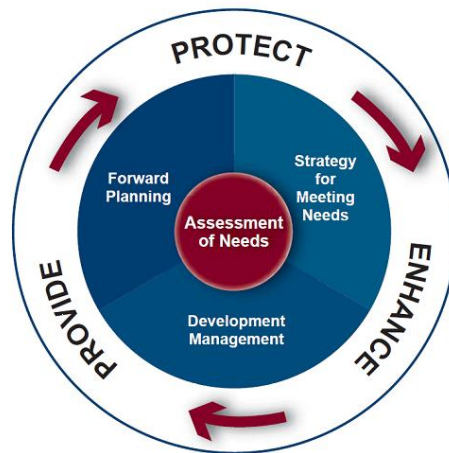 PROTECT
Forward
Planning
Strategy
for
Meeting
Needs
Assessment
of Needs
Development
Management
PROVIDE
ENHANCE